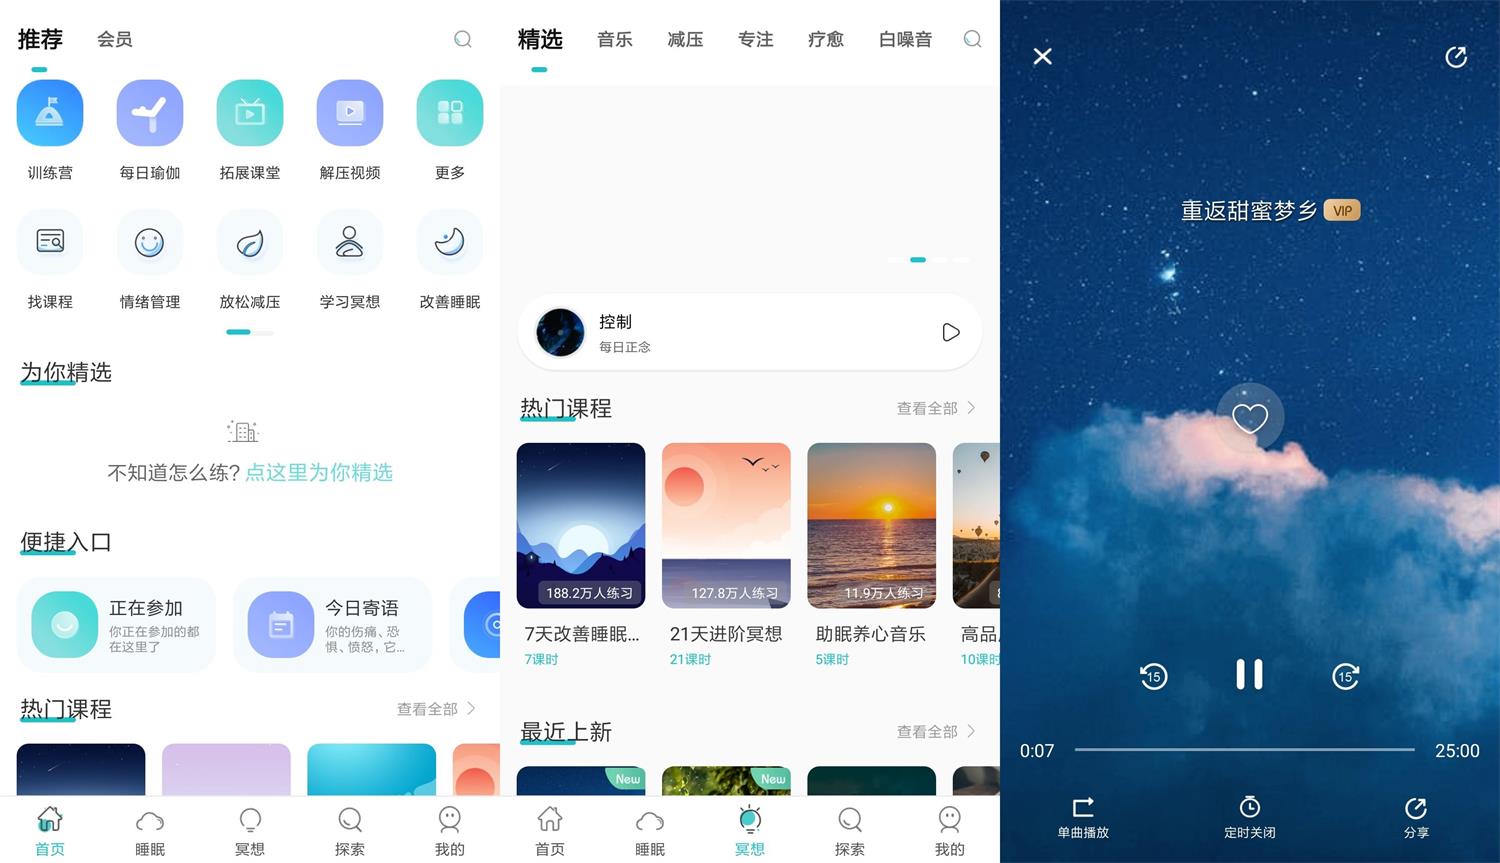 推荐
会员
训练营
每日瑜伽
拓展课堂
解压视频
更多
找课程
情绪管理
放松减压
学习冥想
改善睡眠
为你精选
不知道怎么练?点这里为你精选
便捷入口
正在参加
你正在参加的都
在这里了
今日寄语
你的伤痛、恐
惧、愤怒，它...
热门课程
查看全部
首页
睡眠
冥想
探索
我的
精选
音乐
减压
专注
疗愈
白噪音
控制
每日正念
热门课程
查看全部
188.2万人练习
127.8万人练习
11.9万人练习
7天改善睡眠...
21天进阶冥想
助眠养心音乐
高品
7课时
21课时
5课时
10课时
最近上新
查看全部
New
New
首页
睡眠
冥想
探索
我的
重返甜蜜梦乡
VIP
15
15
0:07
25:00
单曲播放
定时关闭
分享